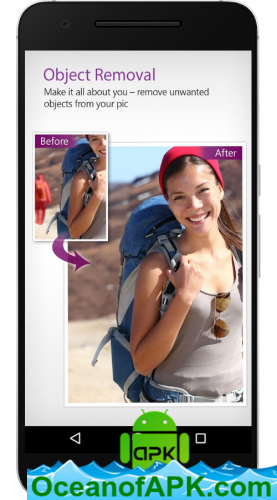 Object Removal
Make it all about you – remove unwanted
objects from your pic
Before
After
APK
OceanofAPK.com